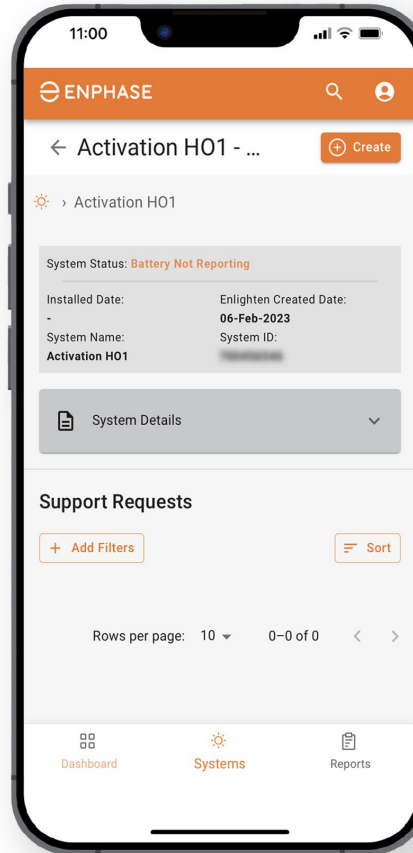 11:00
ENPHASE
Activation HO1 - ...
Create
› Activation HO1
System Status: Battery Not Reporting
Installed Date: Enlighten Created Date:
- 06-Feb-2023
System Name: System ID:
Activation HO1
System Details
Support Requests
+ Add Filters Sort
Rows per page: 10 0–0 of 0 < >
Dashboard Systems Reports